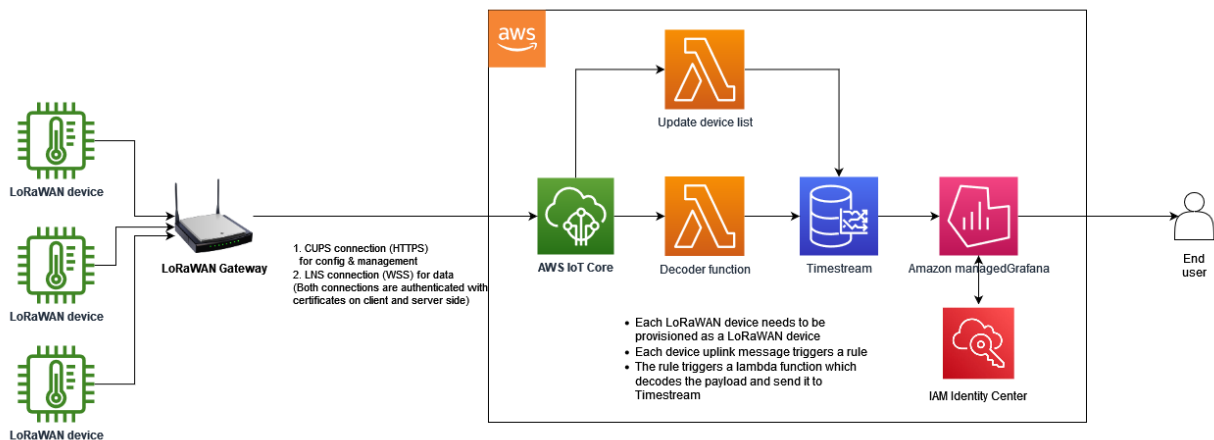 aws
Update device list
LoRaWAN device
LoRaWAN Gateway
1. CUPS connection (HTTPS)
for config & management
2. LNS connection (WSS) for data
(Both connections are authenticated with
certificates on client and server side)
AWS IoT Core
Decoder function
Timestream
Amazon managedGrafana
End
user
LoRaWAN device
• Each LoRaWAN device needs to be
provisioned as a LoRaWAN device
• Each device uplink message triggers a rule
• The rule triggers a lambda function which
decodes the payload and send it to
Timestream
IAM Identity Center
LoRaWAN device